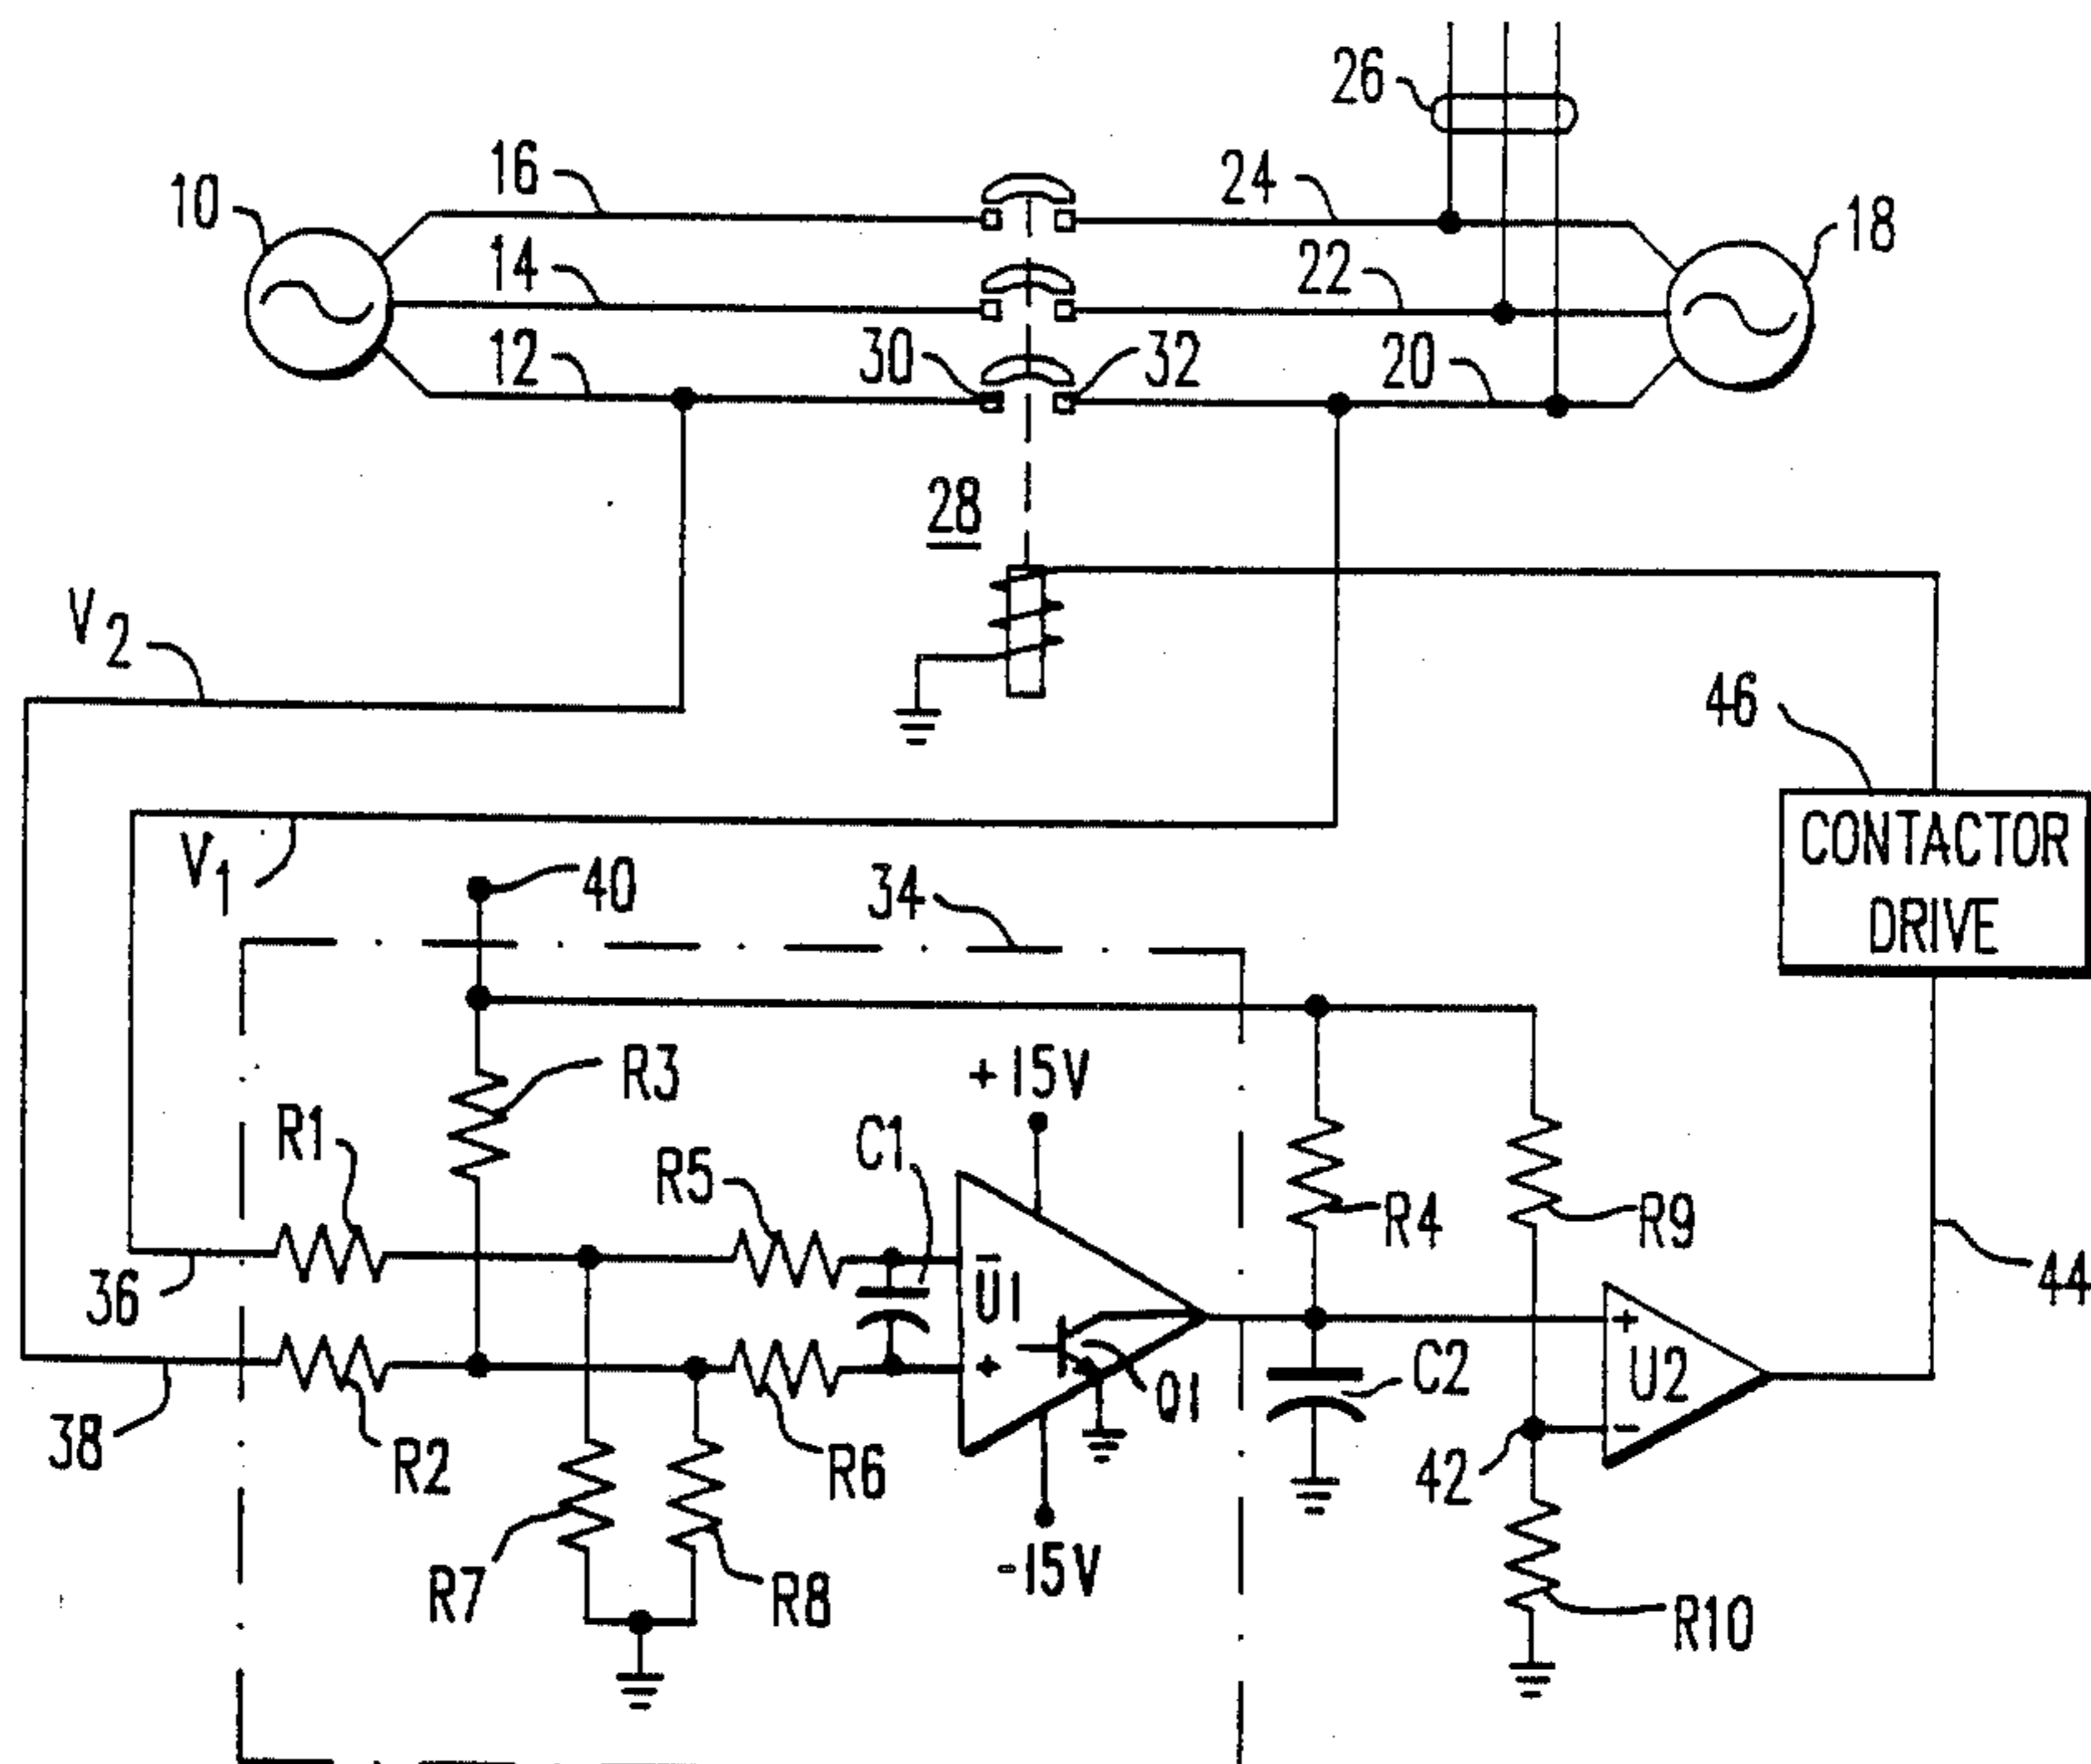 26
16
24
10
18
14
22
12
30
32
20
28
V2
46
CONTACTOR
DRIVE
V1
40
34
R3
+15V
R1
C1
R5
R4
R9
36
-
U1
+
44
+
U2
-
38
R2
R6
Q1
C2
42
R7
R8
-15V
R10